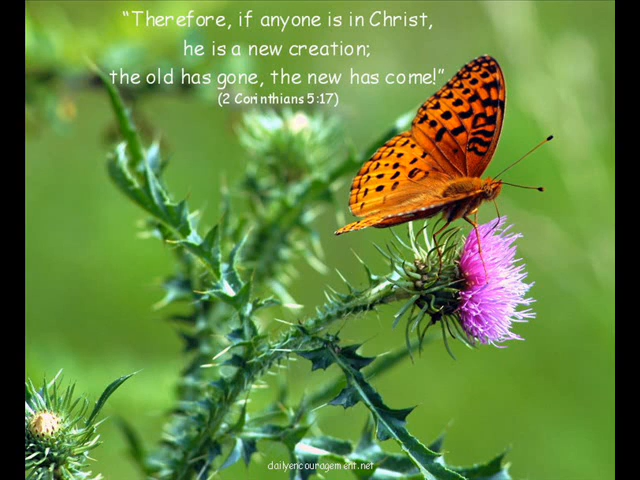 “Therefore, if anyone is in Christ,
he is a new creation;
the old has gone, the new has come!”
(2 Corinthians 5:17)
dailyencouragement.net